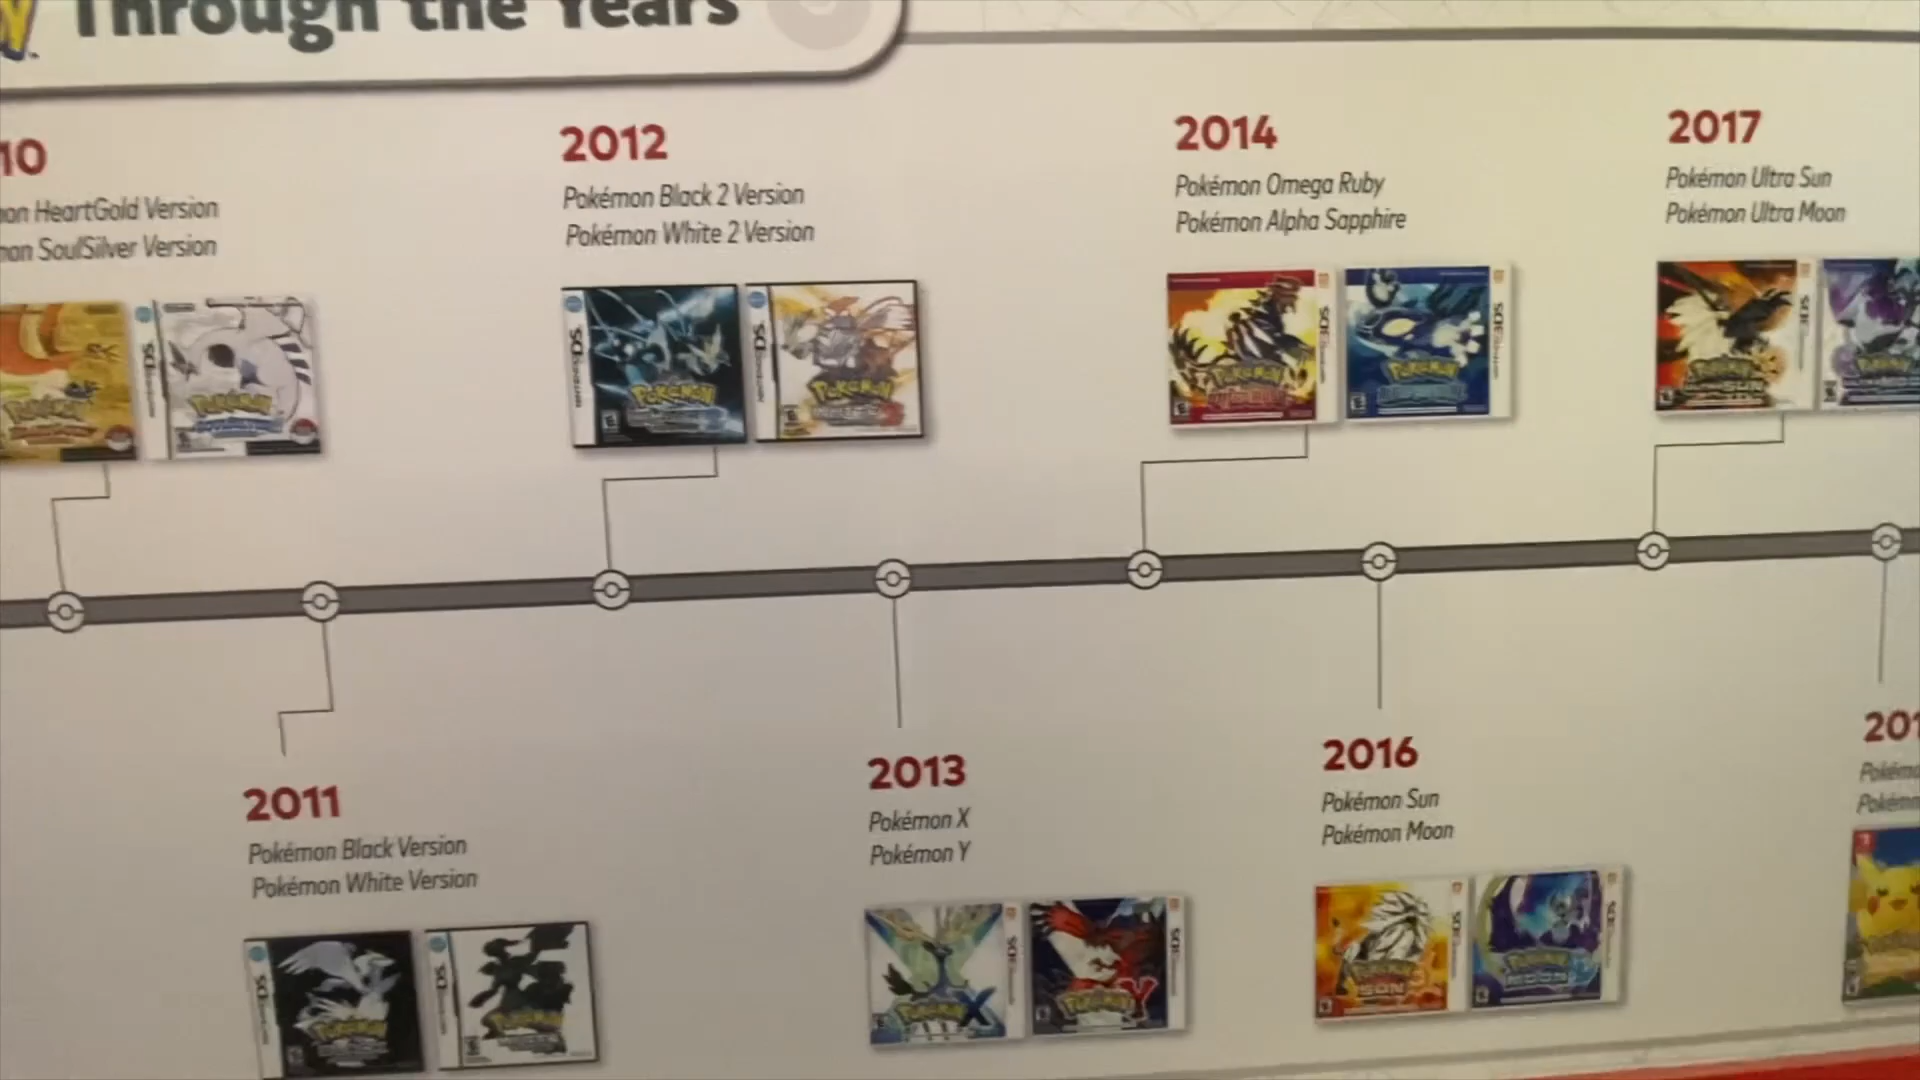 Through the Years
10
HeartGold Version
SoulSilver Version
2012
Pokémon Black 2 Version
Pokémon White 2 Version
2014
Pokémon Omega Ruby
Pokémon Alpha Sapphire
2017
Pokémon Ultra Sun
Pokémon Ultra Moon
2011
Pokémon Black Version
Pokémon White Version
2013
Pokémon X
Pokémon Y
2016
Pokémon Sun
Pokémon Moon
201